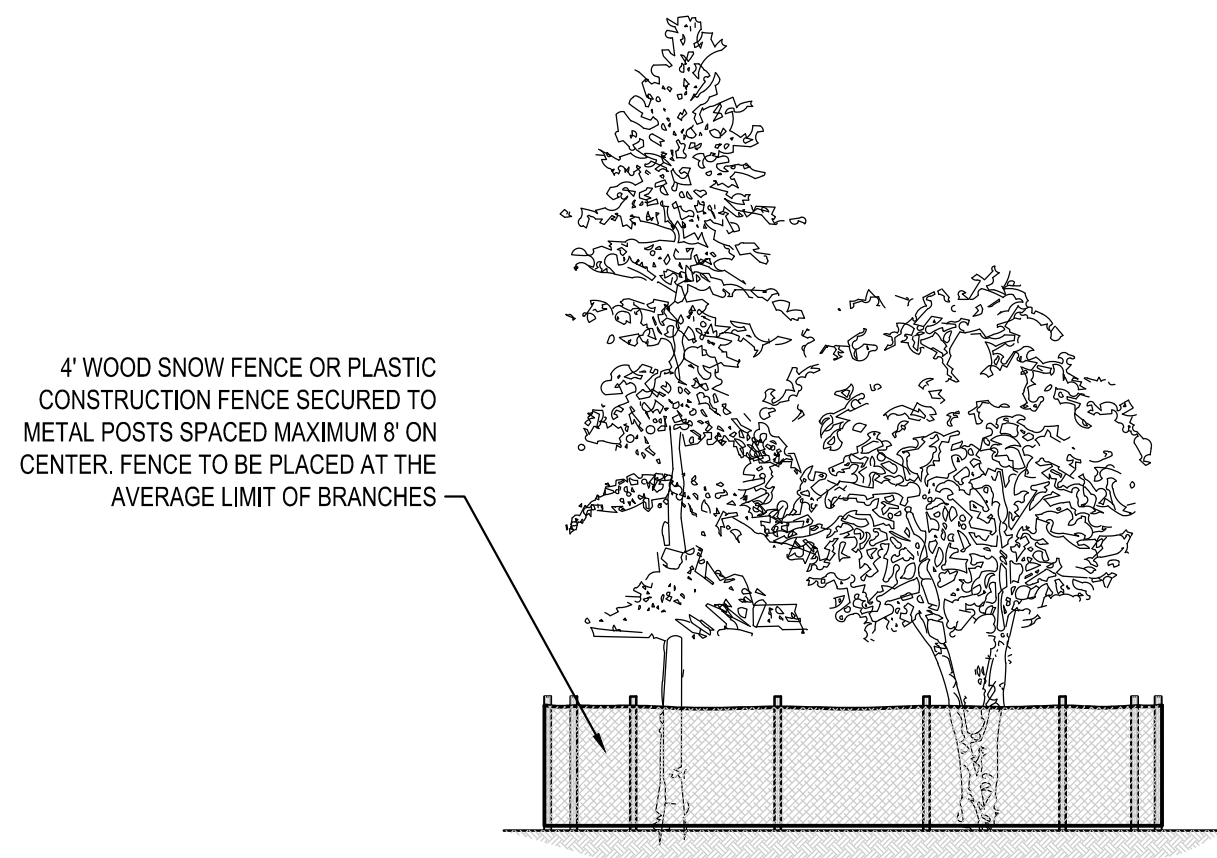 4' WOOD SNOW FENCE OR PLASTIC
CONSTRUCTION FENCE SECURED TO
METAL POSTS SPACED MAXIMUM 8' ON
CENTER. FENCE TO BE PLACED AT THE
AVERAGE LIMIT OF BRANCHES